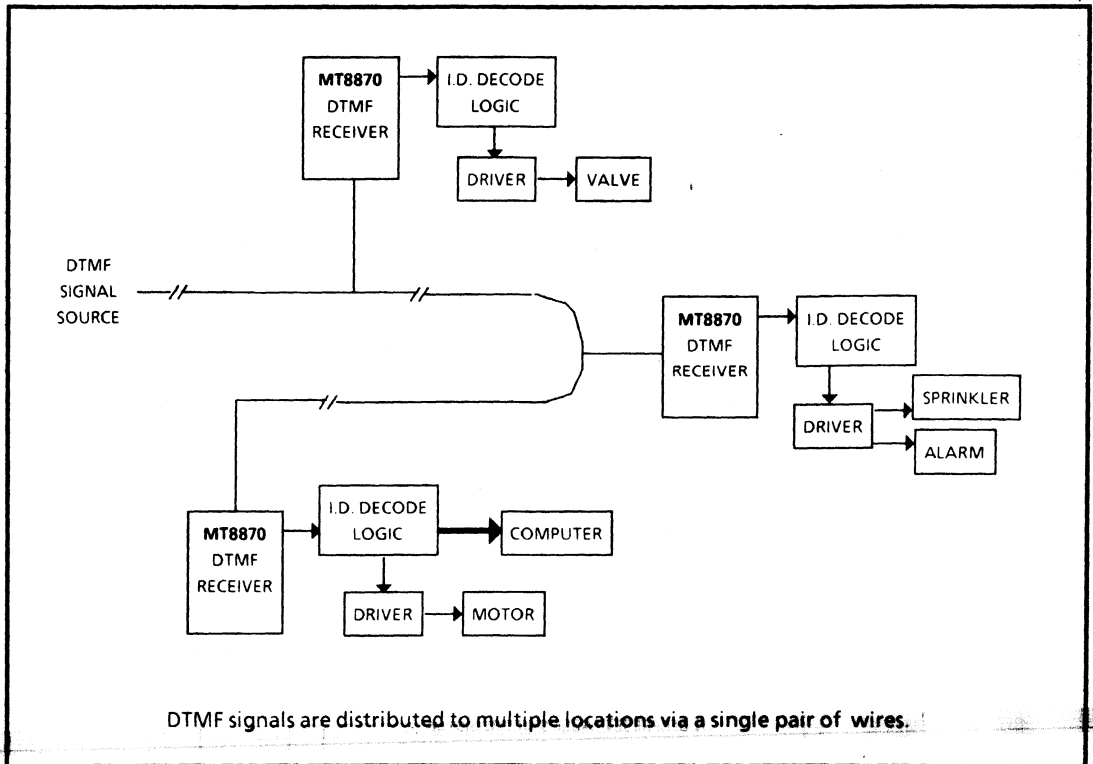 MT8870
DTMF
RECEIVER
I.D. DECODE
LOGIC
DRIVER
VALVE
DTMF
SIGNAL
SOURCE
MT8870
DTMF
RECEIVER
I.D. DECODE
LOGIC
DRIVER
SPRINKLER
ALARM
MT8870
DTMF
RECEIVER
I.D. DECODE
LOGIC
COMPUTER
DRIVER
MOTOR
DTMF signals are distributed to multiple locations via a single pair of wires.